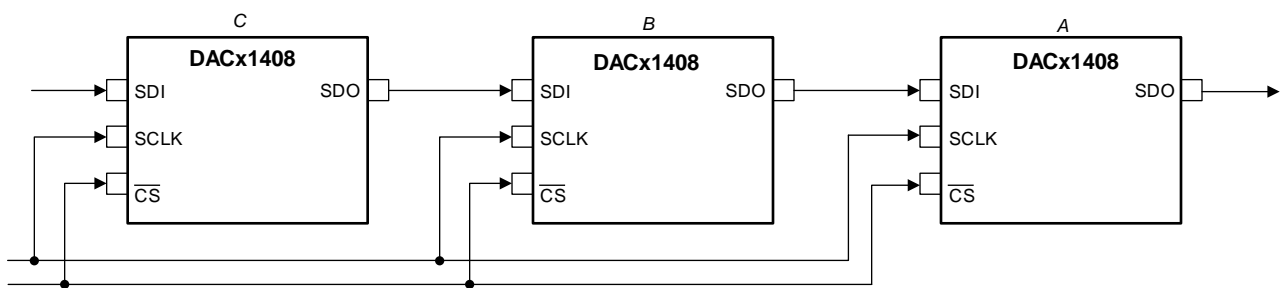 C
B
A
DACx1408
DACx1408
DACx1408
SDI
SDO
SDI
SDO
SDI
SDO
SCLK
SCLK
SCLK
CS
CS
CS